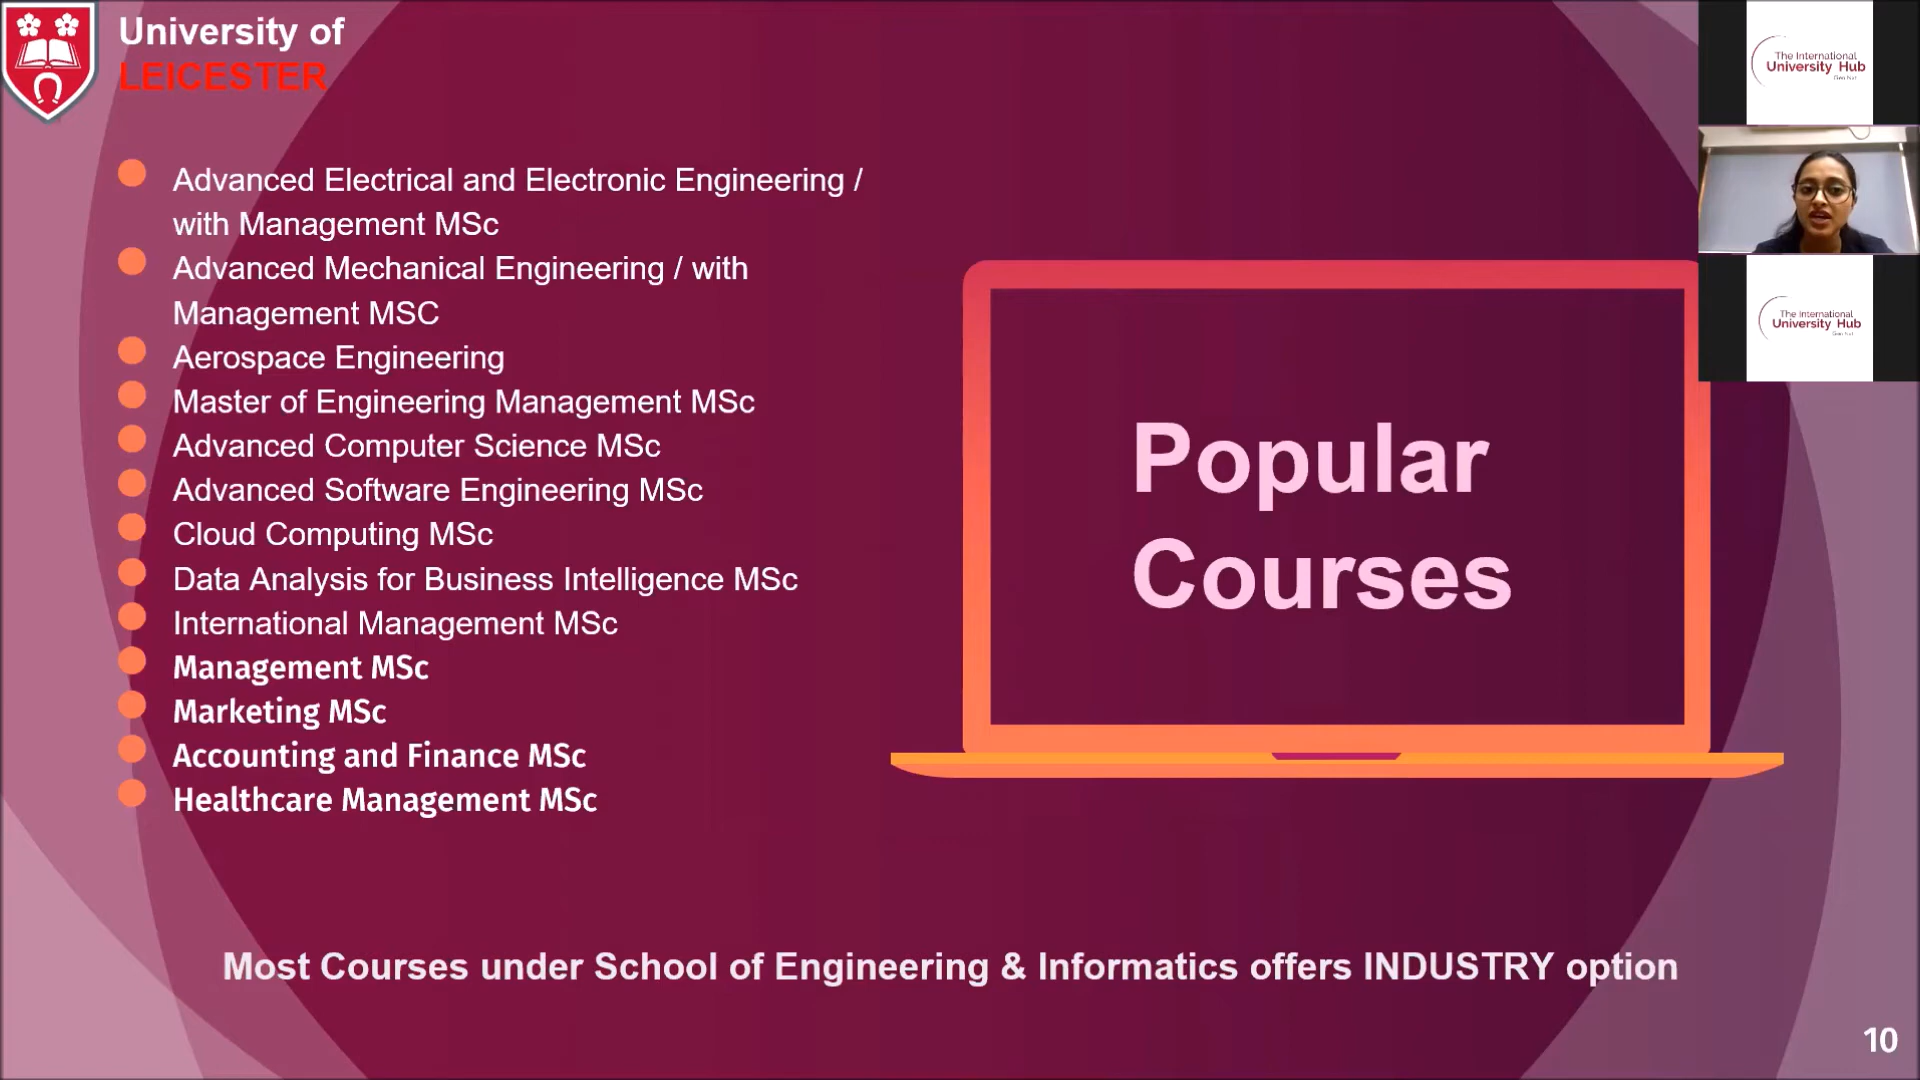 University of
LEICESTER
Advanced Electrical and Electronic Engineering /
with Management MSc
Advanced Mechanical Engineering / with
Management MSC
Aerospace Engineering
Master of Engineering Management MSc
Advanced Computer Science MSc
Advanced Software Engineering MSc
Cloud Computing MSc
Data Analysis for Business Intelligence MSc
International Management MSc
Management MSc
Marketing MSc
Accounting and Finance MSc
Healthcare Management MSc
Popular
Courses
Most Courses under School of Engineering & Informatics offers INDUSTRY option
10
The International
University Hub
The International
University Hub